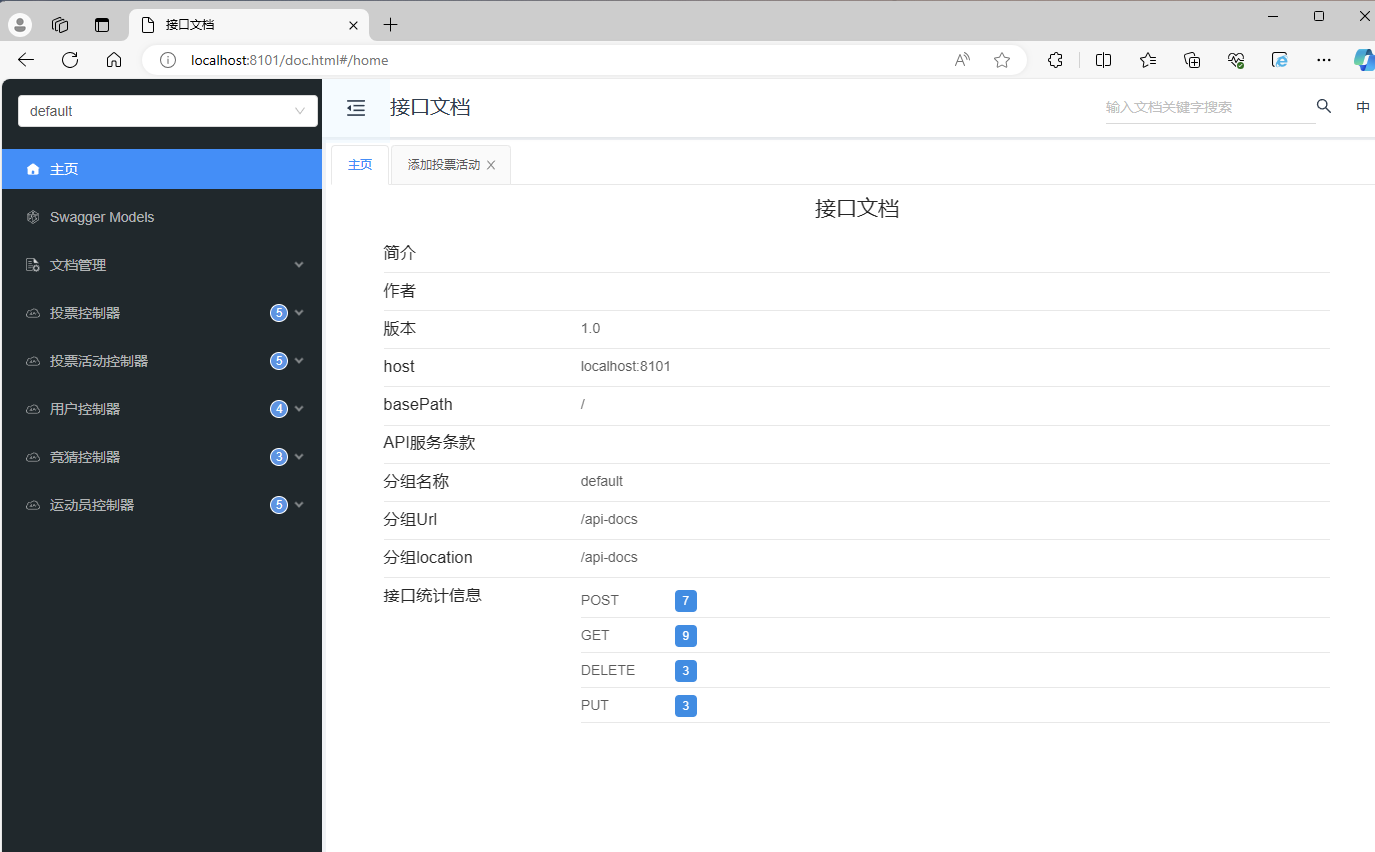 接口文档
localhost:8101/doc.html#/home
default
接口文档
输入文档关键字搜索
中
主页
Swagger Models
文档管理
投票控制器 5
投票活动控制器 5
用户控制器 4
竞猜控制器 3
运动员控制器 5
主页 添加投票活动
接口文档
简介
作者
版本 1.0
host localhost:8101
basePath /
API服务条款
分组名称 default
分组Url /api-docs
分组location /api-docs
接口统计信息 POST 7
GET 9
DELETE 3
PUT 3